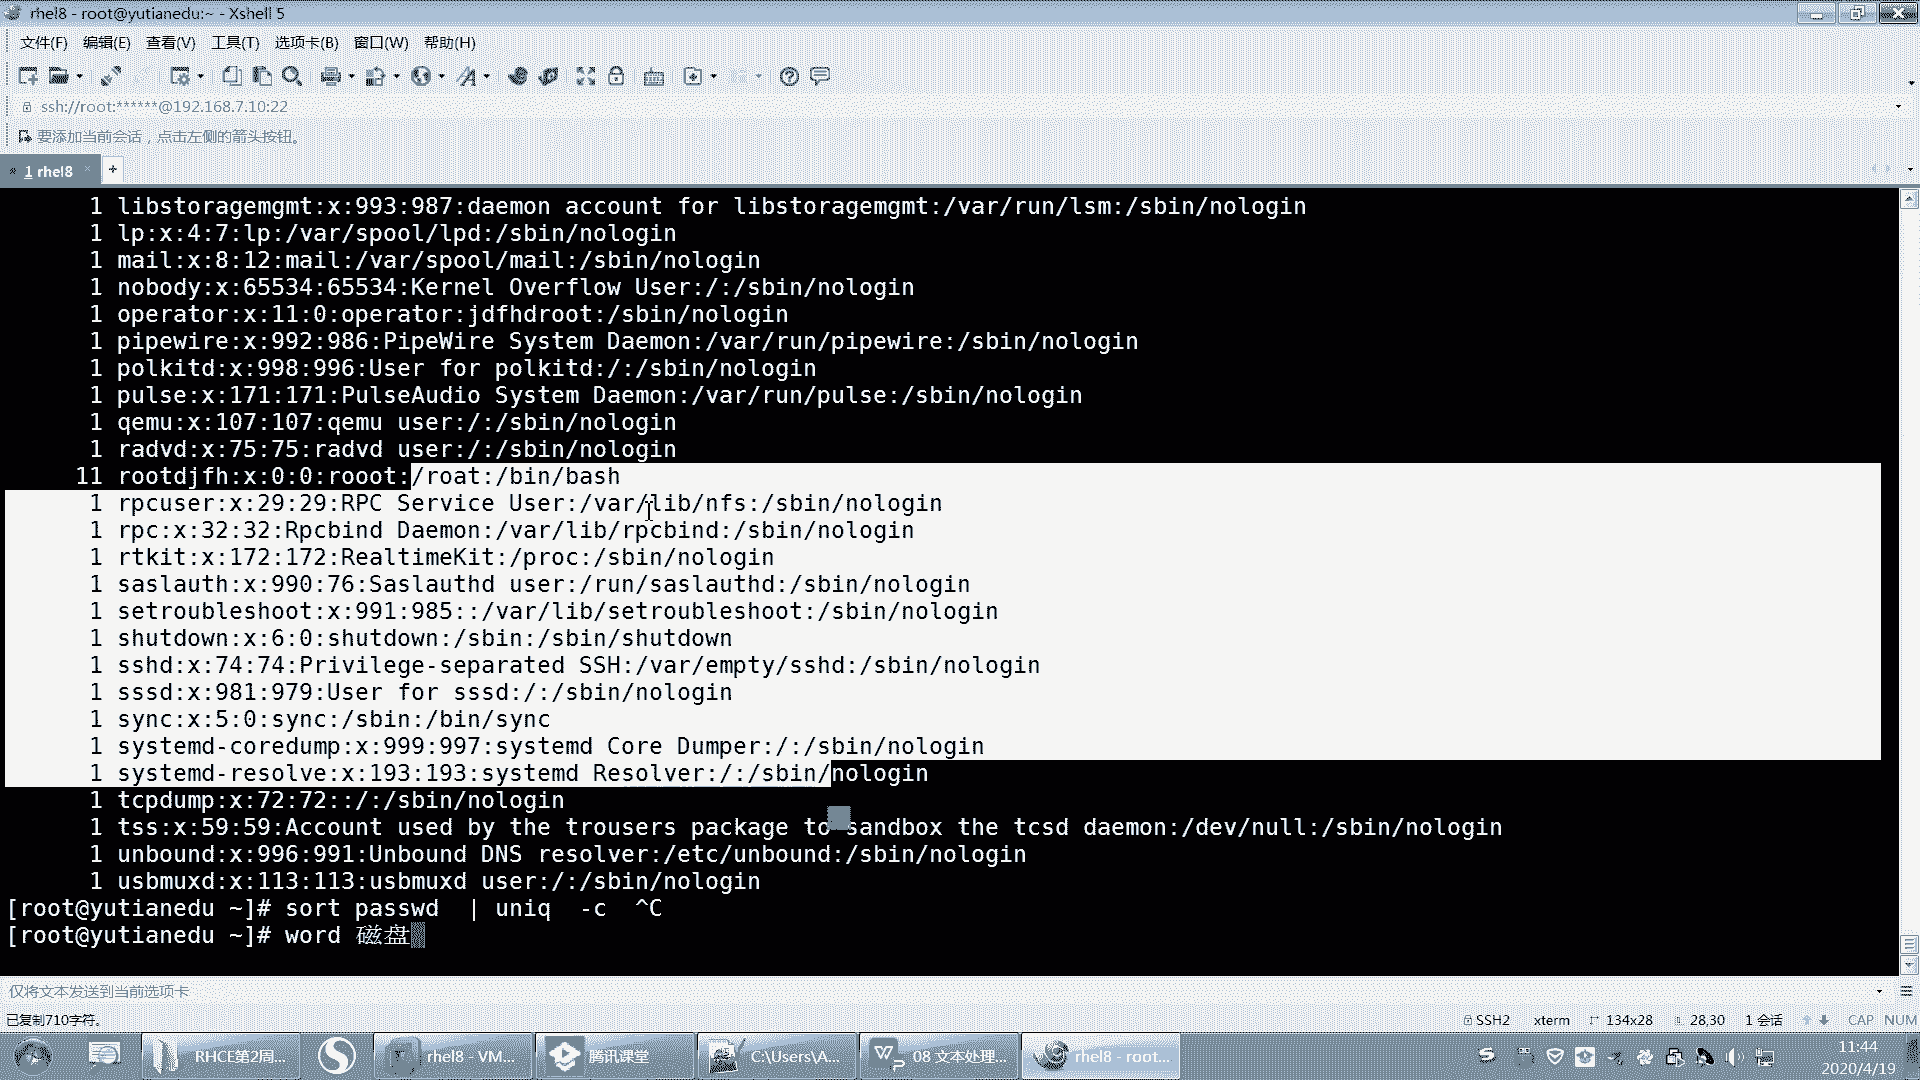 rhel8 - root@yutianedu:~ - Xshell 5
文件(F) 编辑(E) 查看(V) 工具(T) 选项卡(B) 窗口(W) 帮助(H)
ssh://root:******@192.168.7.10:22
要添加当前会话，点击左侧的箭头按钮。
1 rhel8
1 libstoragemgmt:x:993:987:daemon account for libstoragemgmt:/var/run/lsm:/sbin/nologin
1 lp:x:4:7:lp:/var/spool/lpd:/sbin/nologin
1 mail:x:8:12:mail:/var/spool/mail:/sbin/nologin
1 nobody:x:65534:65534:Kernel Overflow User:/:/sbin/nologin
1 operator:x:11:0:operator:jdfhdroot:/sbin/nologin
1 pipewire:x:992:986:PipeWire System Daemon:/var/run/pipewire:/sbin/nologin
1 polkitd:x:998:996:User for polkitd:/:/sbin/nologin
1 pulse:x:171:171:PulseAudio System Daemon:/var/run/pulse:/sbin/nologin
1 qemu:x:107:107:qemu user:/:/sbin/nologin
1 radvd:x:75:75:radvd user:/:/sbin/nologin
11 rootdjfh:x:0:0:rooot:/roat:/bin/bash
1 rpcuser:x:29:29:RPC Service User:/var/lib/nfs:/sbin/nologin
1 rpc:x:32:32:Rpcbind Daemon:/var/lib/rpcbind:/sbin/nologin
1 rtkit:x:172:172:RealtimeKit:/proc:/sbin/nologin
1 saslauth:x:990:76:Saslauthd user:/run/saslauthd:/sbin/nologin
1 setroubleshoot:x:991:985::/var/lib/setroubleshoot:/sbin/nologin
1 shutdown:x:6:0:shutdown:/sbin:/sbin/shutdown
1 sshd:x:74:74:Privilege-separated SSH:/var/empty/sshd:/sbin/nologin
1 sssd:x:981:979:User for sssd:/:/sbin/nologin
1 sync:x:5:0:sync:/sbin:/bin/sync
1 systemd-coredump:x:999:997:systemd Core Dumper:/:/sbin/nologin
1 systemd-resolve:x:193:193:systemd Resolver:/:/sbin/nologin
1 tcpdump:x:72:72::/:/sbin/nologin
1 tss:x:59:59:Account used by the trousers package to sandbox the tcsd daemon:/dev/null:/sbin/nologin
1 unbound:x:996:991:Unbound DNS resolver:/etc/unbound:/sbin/nologin
1 usbmuxd:x:113:113:usbmuxd user:/:/sbin/nologin
[root@yutianedu ~]# sort passwd | uniq -c ^C
[root@yutianedu ~]# word 磁盘
仅将文本发送到当前选项卡
已复制710字符。 SSH2 xterm 134x28 28,30 1 会话 CAP NUM
RHCE第2周... rhel8 - VM... 腾讯课堂 C:\Users\A... 08 文本处理... rhel8 - root... 11:44
2020/4/19